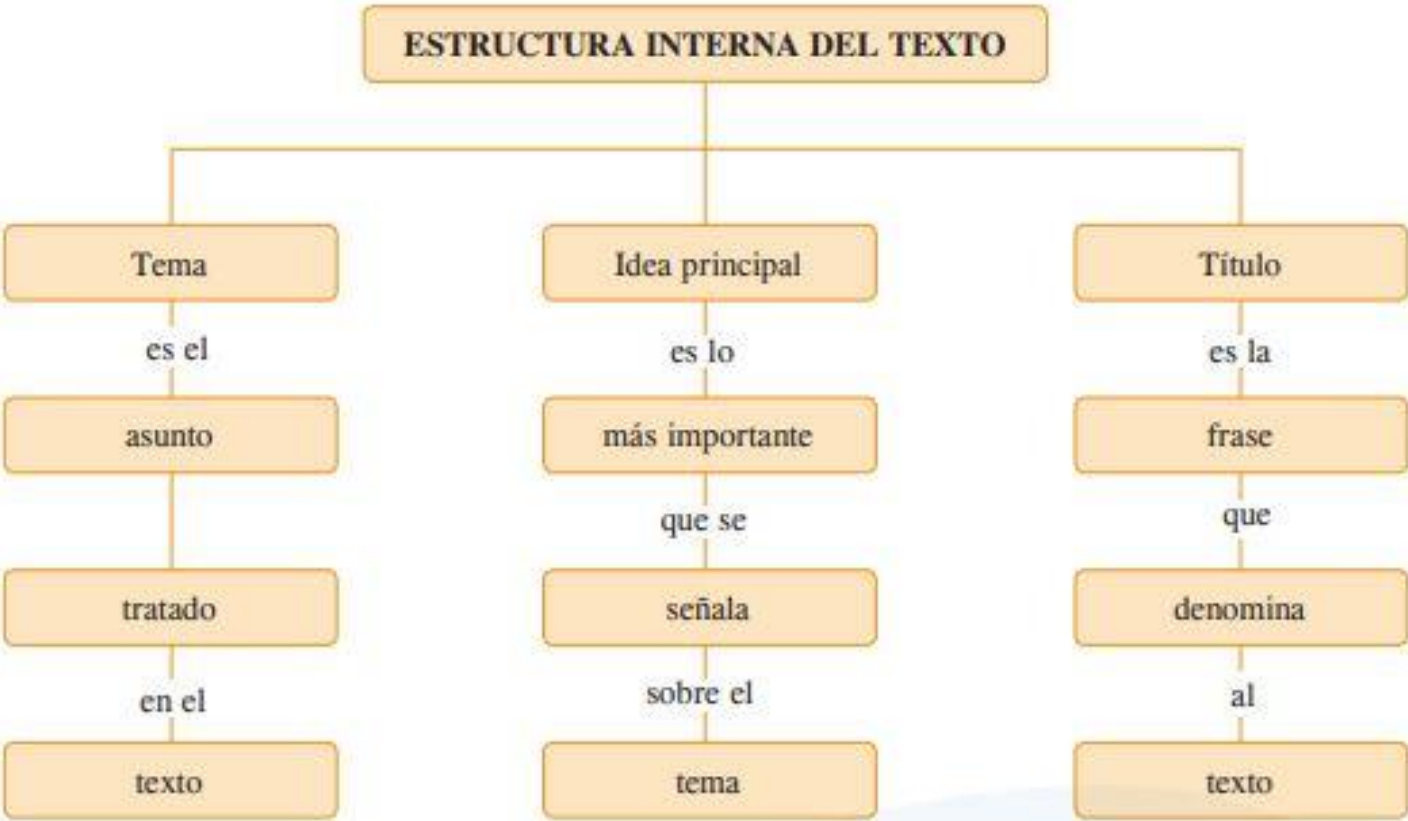 ESTRUCTURA INTERNA DEL TEXTO
Tema
es el
asunto
tratado
en el
texto
Idea principal
es lo
más importante
que se
señala
sobre el
tema
Título
es la
frase
que
denomina
al
texto